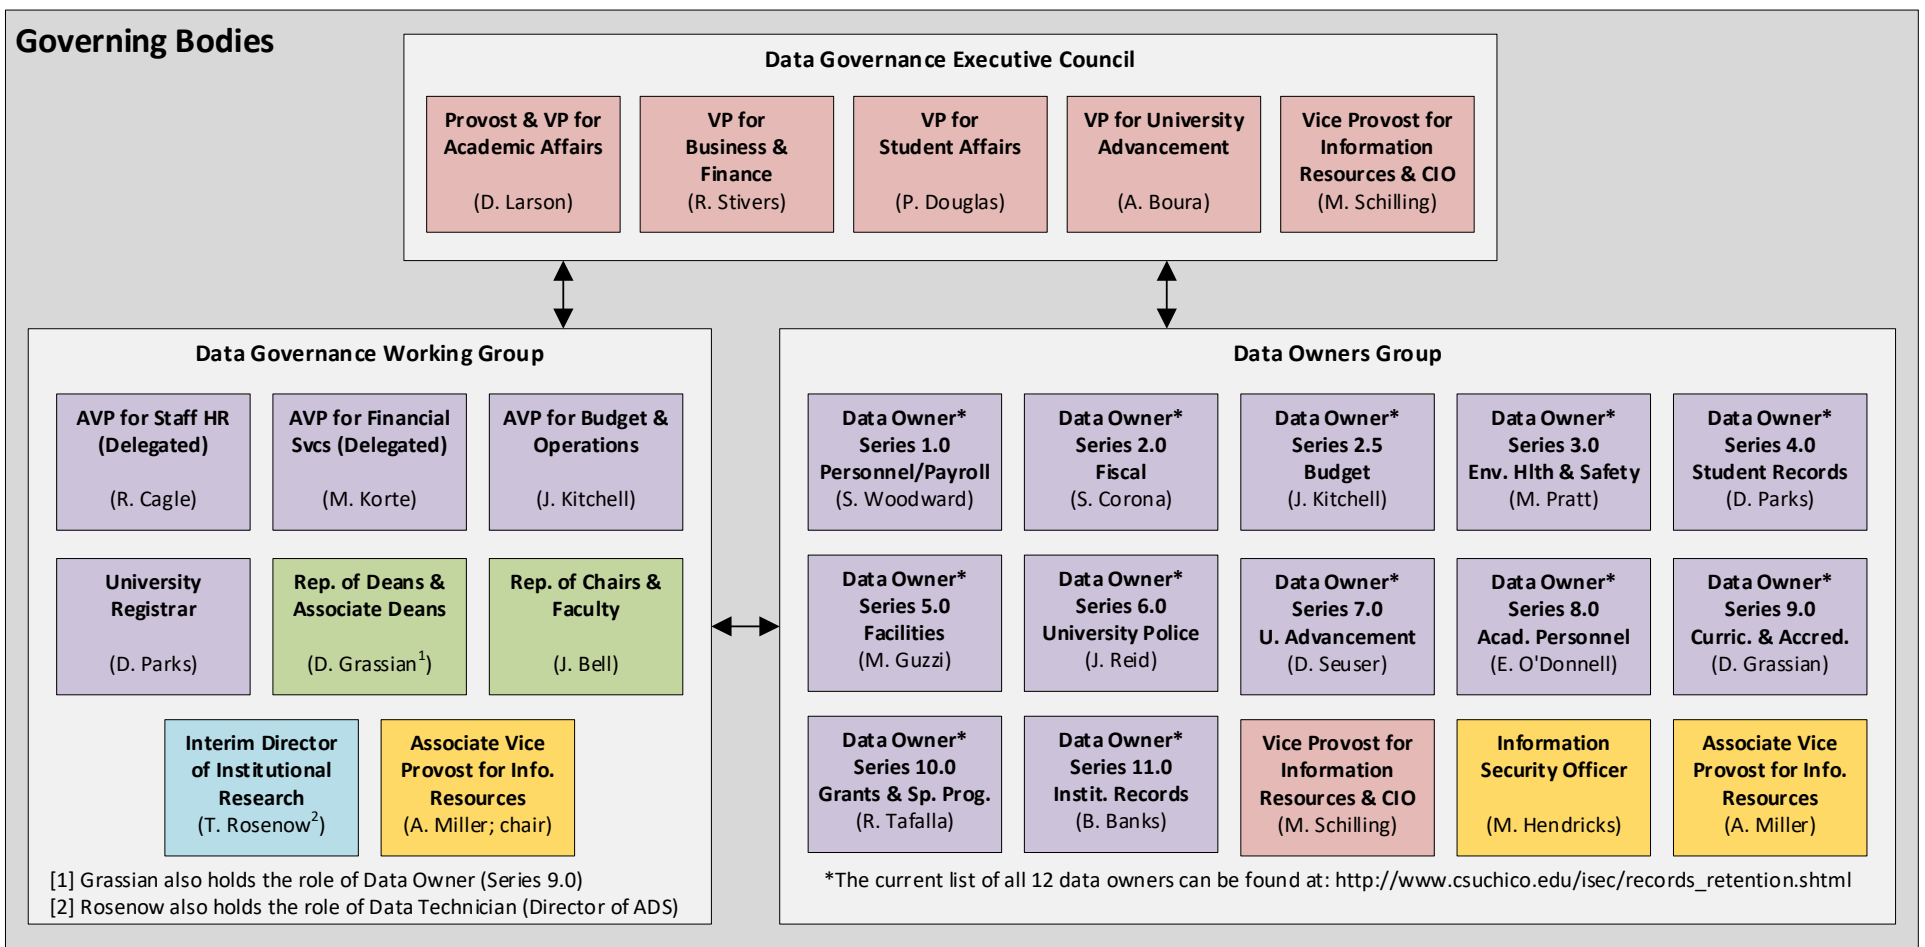 Governing Bodies
Data Governance Executive Council
Provost & VP for
Academic Affairs
(D. Larson)
VP for
Business &
Finance
(R. Stivers)
VP for
Student Affairs
(P. Douglas)
VP for University
Advancement
(A. Boura)
Vice Provost for
Information
Resources & CIO
(M. Schilling)
Data Governance Working Group
AVP for Staff HR
(Delegated)
(R. Cagle)
AVP for Financial
Svcs (Delegated)
(M. Korte)
AVP for Budget &
Operations
(J. Kitchell)
University
Registrar
(D. Parks)
Rep. of Deans &
Associate Deans
(D. Grassian1)
Rep. of Chairs &
Faculty
(J. Bell)
Interim Director
of Institutional
Research
(T. Rosenow2)
Associate Vice
Provost for Info.
Resources
(A. Miller; chair)
[1] Grassian also holds the role of Data Owner (Series 9.0)
[2] Rosenow also holds the role of Data Technician (Director of ADS)
Data Owners Group
Data Owner*
Series 1.0
Personnel/Payroll
(S. Woodward)
Data Owner*
Series 2.0
Fiscal
(S. Corona)
Data Owner*
Series 2.5
Budget
(J. Kitchell)
Data Owner*
Series 3.0
Env. Hlth & Safety
(M. Pratt)
Data Owner*
Series 4.0
Student Records
(D. Parks)
Data Owner*
Series 5.0
Facilities
(M. Guzzi)
Data Owner*
Series 6.0
University Police
(J. Reid)
Data Owner*
Series 7.0
U. Advancement
(D. Seuser)
Data Owner*
Series 8.0
Acad. Personnel
(E. O'Donnell)
Data Owner*
Series 9.0
Curric. & Accred.
(D. Grassian)
Data Owner*
Series 10.0
Grants & Sp. Prog.
(R. Tafalla)
Data Owner*
Series 11.0
Instit. Records
(B. Banks)
Vice Provost for
Information
Resources & CIO
(M. Schilling)
Information
Security Officer
(M. Hendricks)
Associate Vice
Provost for Info.
Resources
(A. Miller)
*The current list of all 12 data owners can be found at: http://www.csuchico.edu/isec/records_retention.shtml